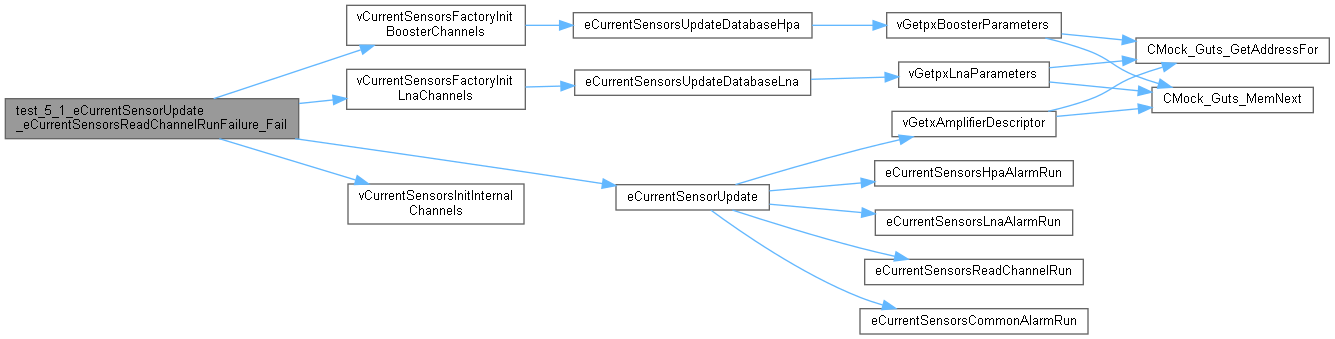 vCurrentSensorsFactoryInit
BoosterChannels
eCurrentSensorsUpdateDatabaseHpa
vGetpxBoosterParameters
CMock_Guts_GetAddressFor
vCurrentSensorsFactoryInit
LnaChannels
eCurrentSensorsUpdateDatabaseLna
vGetpxLnaParameters
CMock_Guts_MemNext
test_5_1_eCurrentSensorUpdate
_eCurrentSensorsReadChannelRunFailure_Fail
vGetxAmplifierDescriptor
eCurrentSensorsHpaAlarmRun
vCurrentSensorsInitInternal
Channels
eCurrentSensorUpdate
eCurrentSensorsLnaAlarmRun
eCurrentSensorsReadChannelRun
eCurrentSensorsCommonAlarmRun